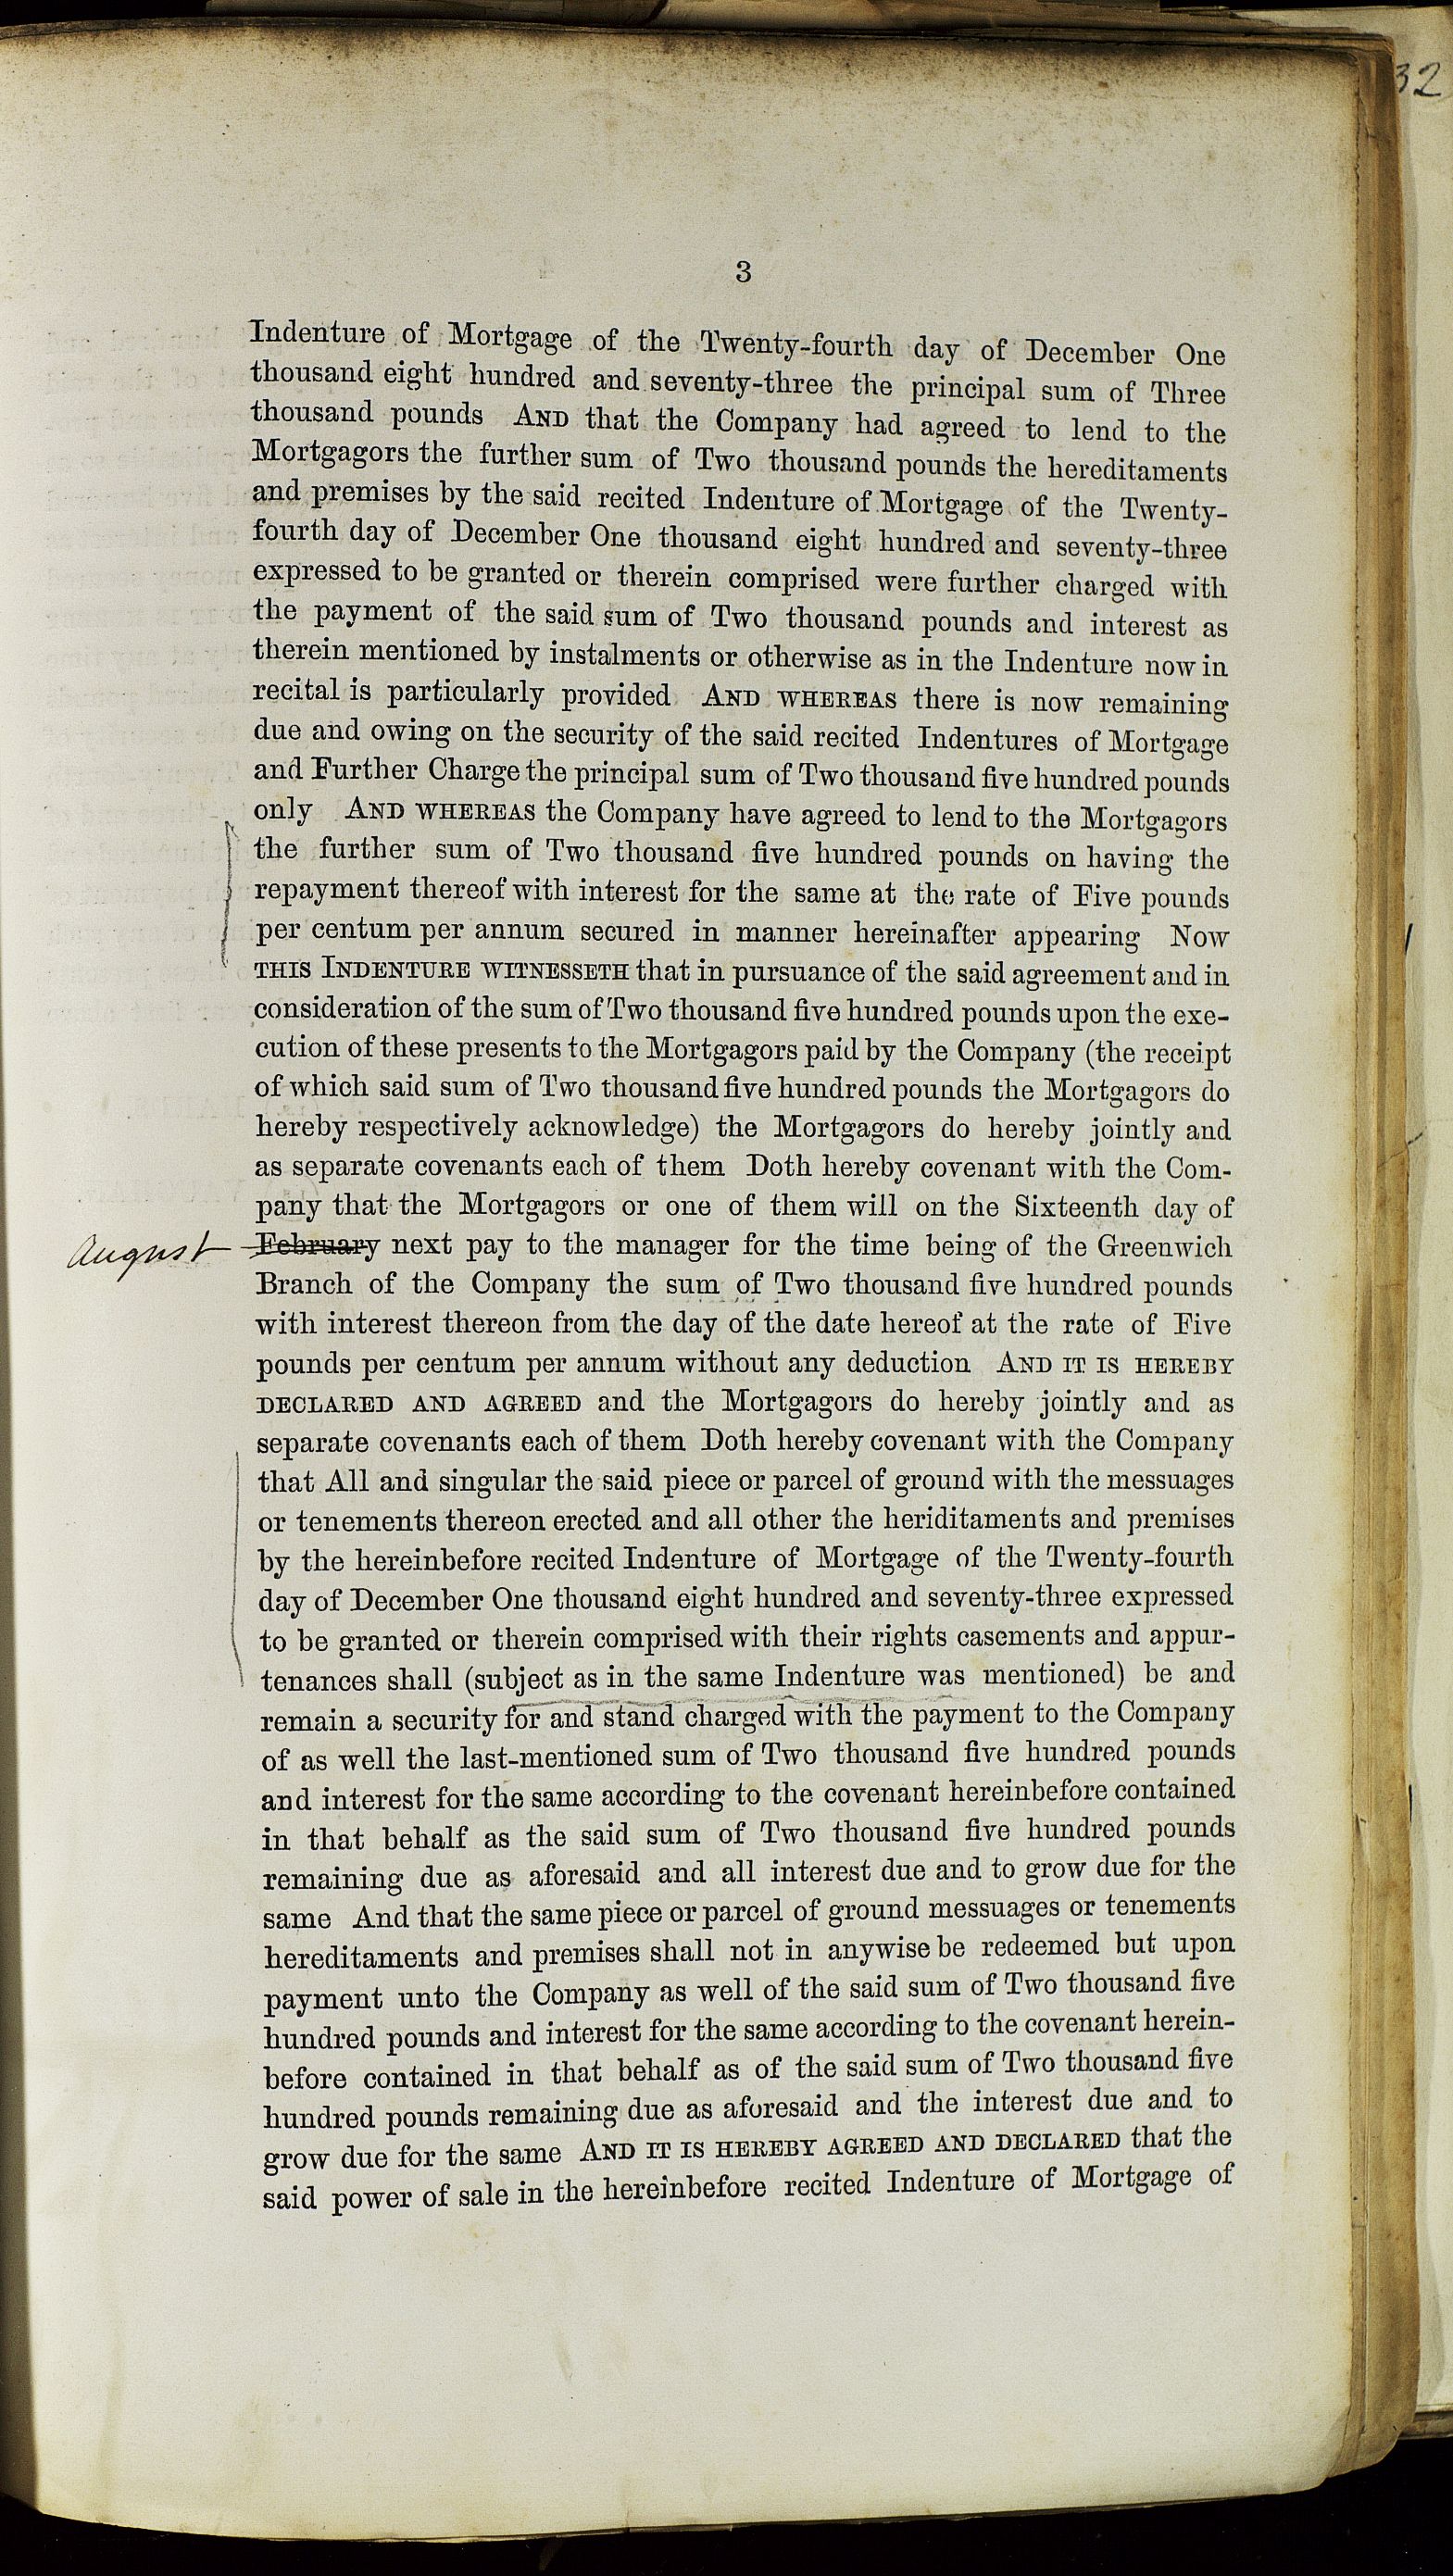 32
3
Indenture of Mortgage of the Twenty-fourth day of December One
thousand eight hundred and seventy-three the principal sum of Three
thousand pounds AND that the Company had agreed to lend to the
Mortgagors the further sum of Two thousand pounds the hereditaments
and premises by the said recited Indenture of Mortgage of the Twenty-
fourth day of December One thousand eight hundred and seventy-three
expressed to be granted or therein comprised were further charged with
the payment of the said sum of Two thousand pounds and interest as
therein mentioned by instalments or otherwise as in the Indenture now in
recital is particularly provided AND WHEREAS there is now remaining
due and owing on the security of the said recited Indentures of Mortgage
and Further Charge the principal sum of Two thousand five hundred pounds
only AND WHEREAS the Company have agreed to lend to the Mortgagors
the further sum of Two thousand five hundred pounds on having the
repayment thereof with interest for the same at the rate of Five pounds
per centum per annum secured in manner hereinafter appearing NOW
THIS INDENTURE WITNESSETH that in pursuance of the said agreement and in
consideration of the sum of Two thousand five hundred pounds upon the exe-
cution of these presents to the Mortgagors paid by the Company (the receipt
of which said sum of Two thousand five hundred pounds the Mortgagors do
hereby respectively acknowledge) the Mortgagors do hereby jointly and
as separate covenants each of them Doth hereby covenant with the Com-
pany that the Mortgagors or one of them will on the Sixteenth day of
August February next pay to the manager for the time being of the Greenwich
Branch of the Company the sum of Two thousand five hundred pounds
with interest thereon from the day of the date hereof at the rate of Five
pounds per centum per annum without any deduction AND IT IS HEREBY
DECLARED AND AGREED and the Mortgagors do hereby jointly and as
separate covenants each of them Doth hereby covenant with the Company
that All and singular the said piece or parcel of ground with the messuages
or tenements thereon erected and all other the heriditaments and premises
by the hereinbefore recited Indenture of Mortgage of the Twenty-fourth
day of December One thousand eight hundred and seventy-three expressed
to be granted or therein comprised with their rights easements and appur-
tenances shall (subject as in the same Indenture was mentioned) be and
remain a security for and stand charged with the payment to the Company
of as well the last-mentioned sum of Two thousand five hundred pounds
and interest for the same according to the covenant hereinbefore contained
in that behalf as the said sum of Two thousand five hundred pounds
remaining due as aforesaid and all interest due and to grow due for the
same And that the same piece or parcel of ground messuages or tenements
hereditaments and premises shall not in anywise be redeemed but upon
payment unto the Company as well of the said sum of Two thousand five
hundred pounds and interest for the same according to the covenant herein-
before contained in that behalf as of the said sum of Two thousand five
hundred pounds remaining due as aforesaid and the interest due and to
grow due for the same AND IT IS HEREBY AGREED AND DECLARED that the
said power of sale in the hereinbefore recited Indenture of Mortgage of